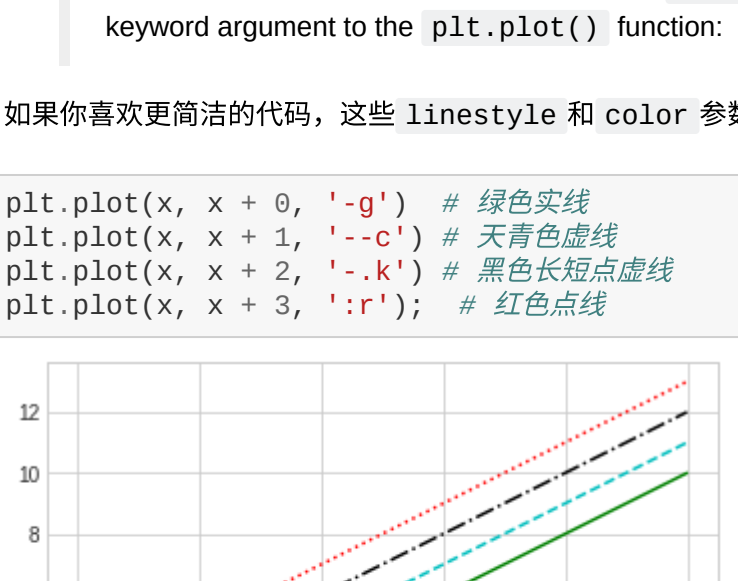 keyword argument to the plt.plot() function:
如果你喜欢更简洁的代码，这些 linestyle 和 color 参数
plt.plot(x, x + 0, '-g')  # 绿色实线
plt.plot(x, x + 1, '--c') # 天青色虚线
plt.plot(x, x + 2, '-.k') # 黑色长短点虚线
plt.plot(x, x + 3, ':r');  # 红色点线
12
10
8